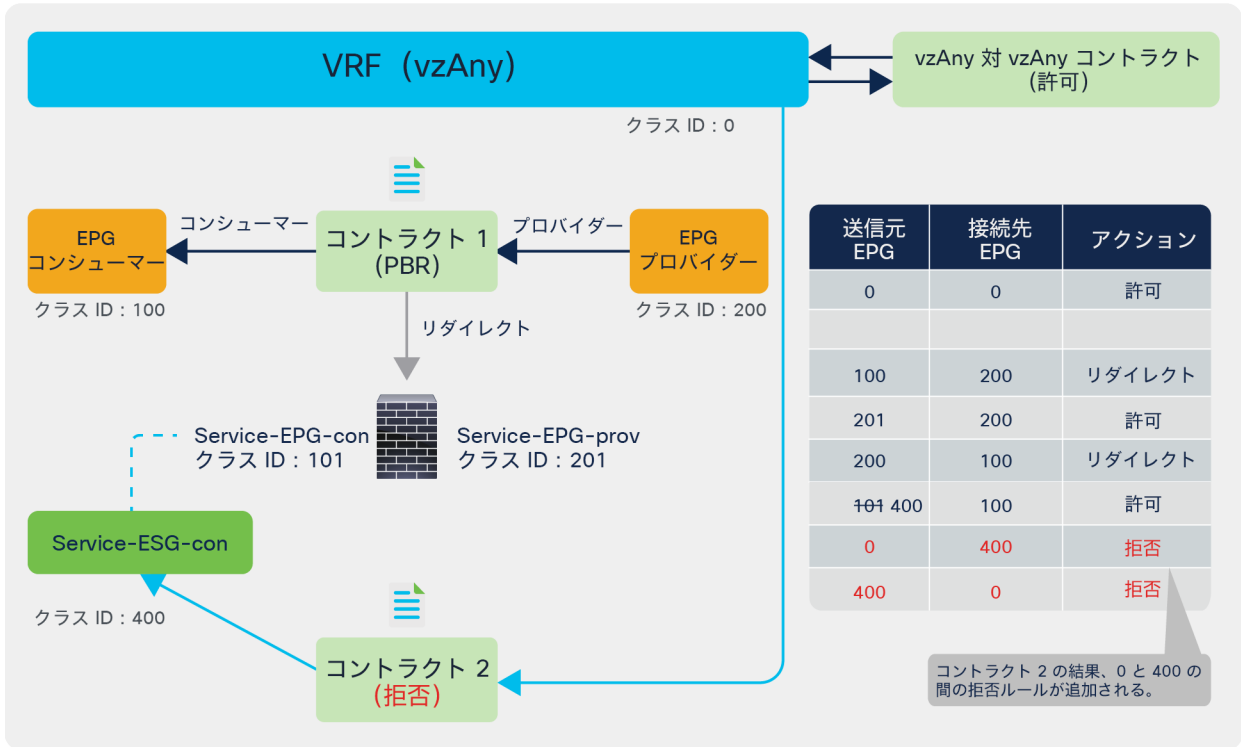 VRF（vzAny）
vzAny 対 vzAny コントラクト
（許可）
クラス ID：0
EPG
コンシューマー
クラス ID：100
コンシューマー
コントラクト 1
(PBR)
プロバイダー
EPG
プロバイダー
クラス ID：200
リダイレクト
Service-EPG-con
クラス ID：101
Service-EPG-prov
クラス ID：201
Service-ESG-con
クラス ID：400
コントラクト 2
（拒否）
送信元 EPG 接続先 EPG アクション
0 0 許可
100 200 リダイレクト
201 200 許可
200 100 リダイレクト
101 400 100 許可
0 400 拒否
400 0 拒否
コントラクト 2 の結果、0 と 400 の
間の拒否ルールが追加される。